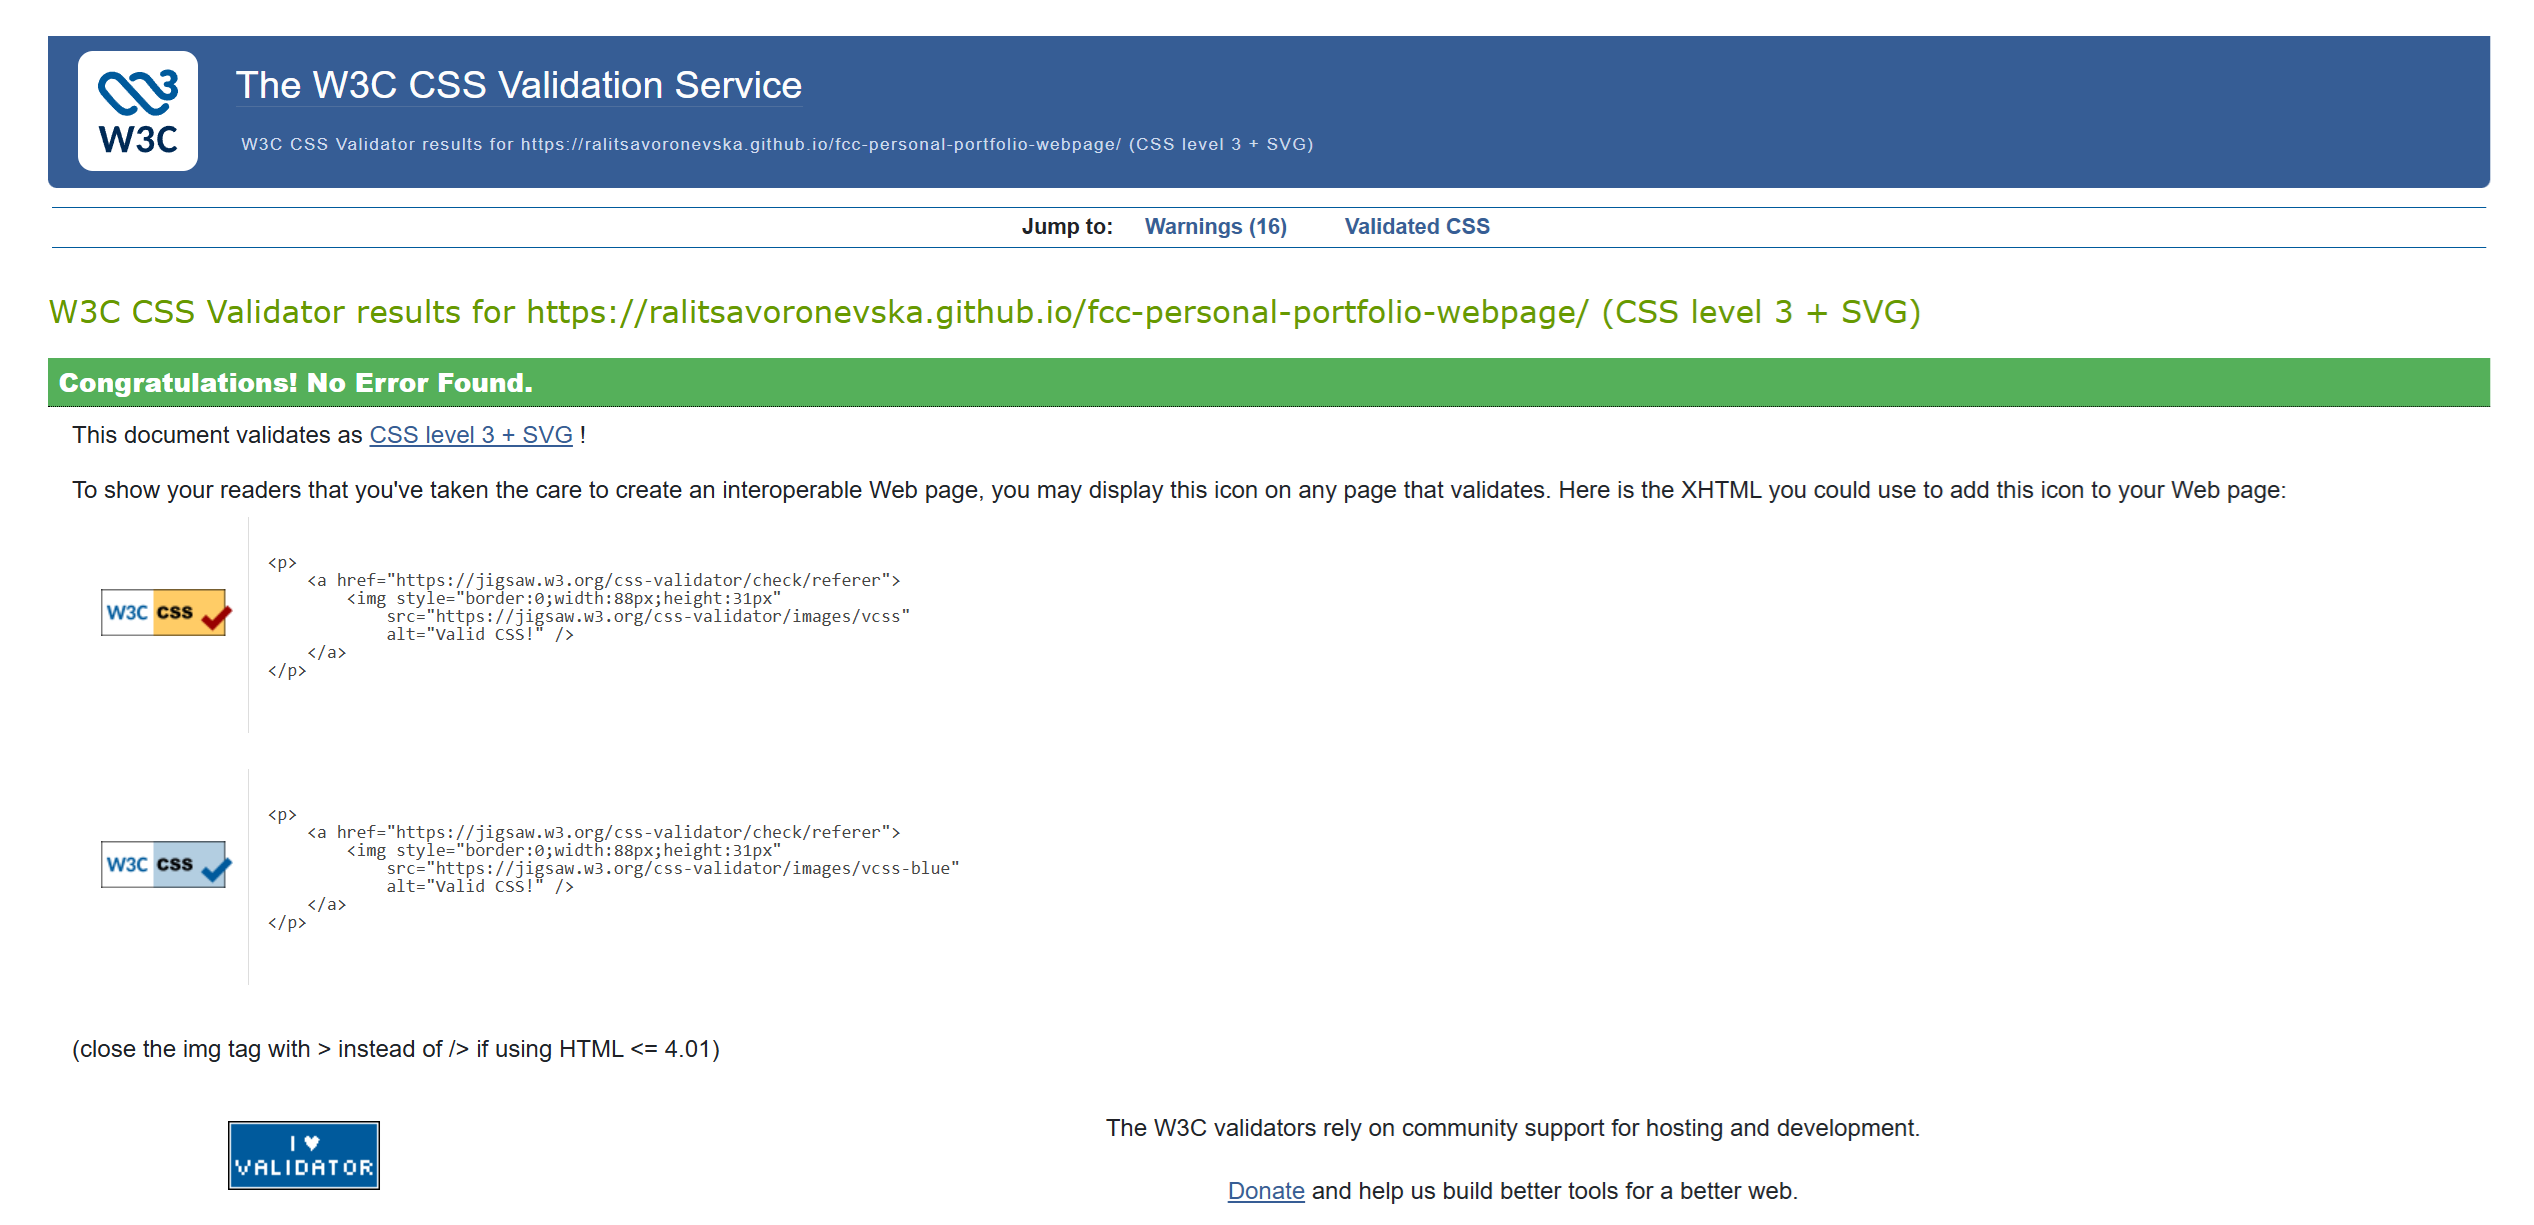 W3C
The W3C CSS Validation Service
W3C CSS Validator results for https://ralitsavoronevska.github.io/fcc-personal-portfolio-webpage/ (CSS level 3 + SVG)
Jump to: Warnings (16) Validated CSS
W3C CSS Validator results for https://ralitsavoronevska.github.io/fcc-personal-portfolio-webpage/ (CSS level 3 + SVG)
Congratulations! No Error Found.
This document validates as CSS level 3 + SVG !
To show your readers that you've taken the care to create an interoperable Web page, you may display this icon on any page that validates. Here is the XHTML you could use to add this icon to your Web page:
W3C css
<p>
    <a href="https://jigsaw.w3.org/css-validator/check/referer">
        <img style="border:0;width:88px;height:31px"
            src="https://jigsaw.w3.org/css-validator/images/vcss"
            alt="Valid CSS!" />
    </a>
</p>
W3C css
<p>
    <a href="https://jigsaw.w3.org/css-validator/check/referer">
        <img style="border:0;width:88px;height:31px"
            src="https://jigsaw.w3.org/css-validator/images/vcss-blue"
            alt="Valid CSS!" />
    </a>
</p>
(close the img tag with > instead of /> if using HTML <= 4.01)
I ♥
VALIDATOR
The W3C validators rely on community support for hosting and development.
Donate and help us build better tools for a better web.